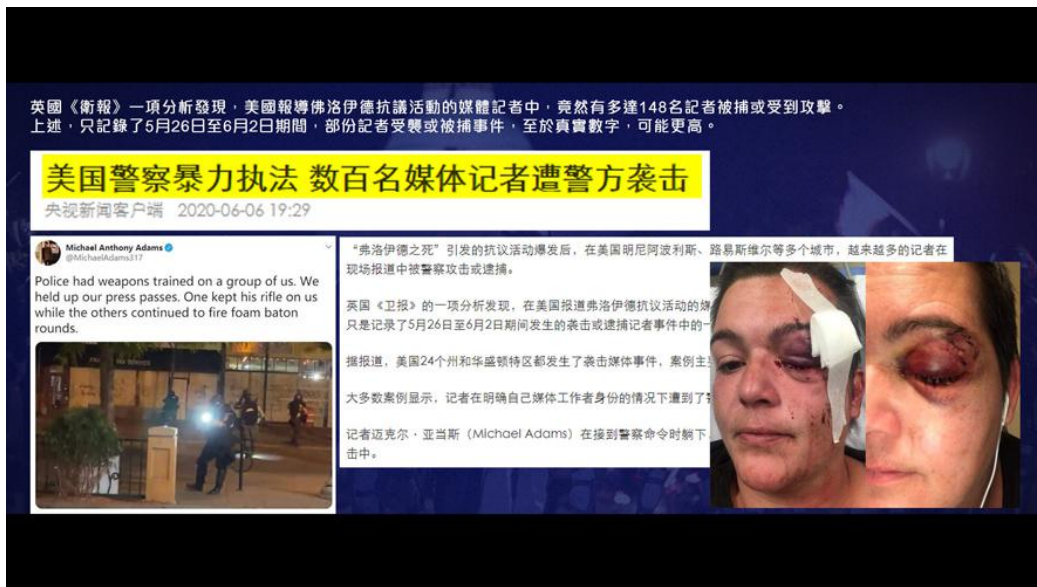 英國《衛報》一項分析發現，美國報導佛洛伊德抗議活動的媒體記者中，竟然有多達148名記者被捕或受到攻擊。
上述，只記錄了5月26日至6月2日期間，部份記者受襲或被捕事件，至於真實數字，可能更高。
美国警察暴力执法 数百名媒体记者遭警方袭击
央视新闻客户端 2020-06-06 19:29
Michael Anthony Adams
@MichaelAdams317
Police had weapons trained on a group of us. We
held up our press passes. One kept his rifle on us
while the others continued to fire foam baton
rounds.
“弗洛伊德之死”引发的抗议活动爆发后，在美国明尼阿波利斯、路易斯维尔等多个城市，越来越多的记者在
现场报道中被警察攻击或逮捕。
英国《卫报》的一项分析发现，在美国报道弗洛伊德抗议活动的媒
只是记录了5月26日至6月2日期间发生的袭击或逮捕记者事件中的一
据报道，美国24个州和华盛顿特区都发生了袭击媒体事件，案例主
大多数案例显示，记者在明确自己媒体工作者身份的情况下遭到了
记者迈克尔·亚当斯（Michael Adams）在接到警察命令时躺下
击中。